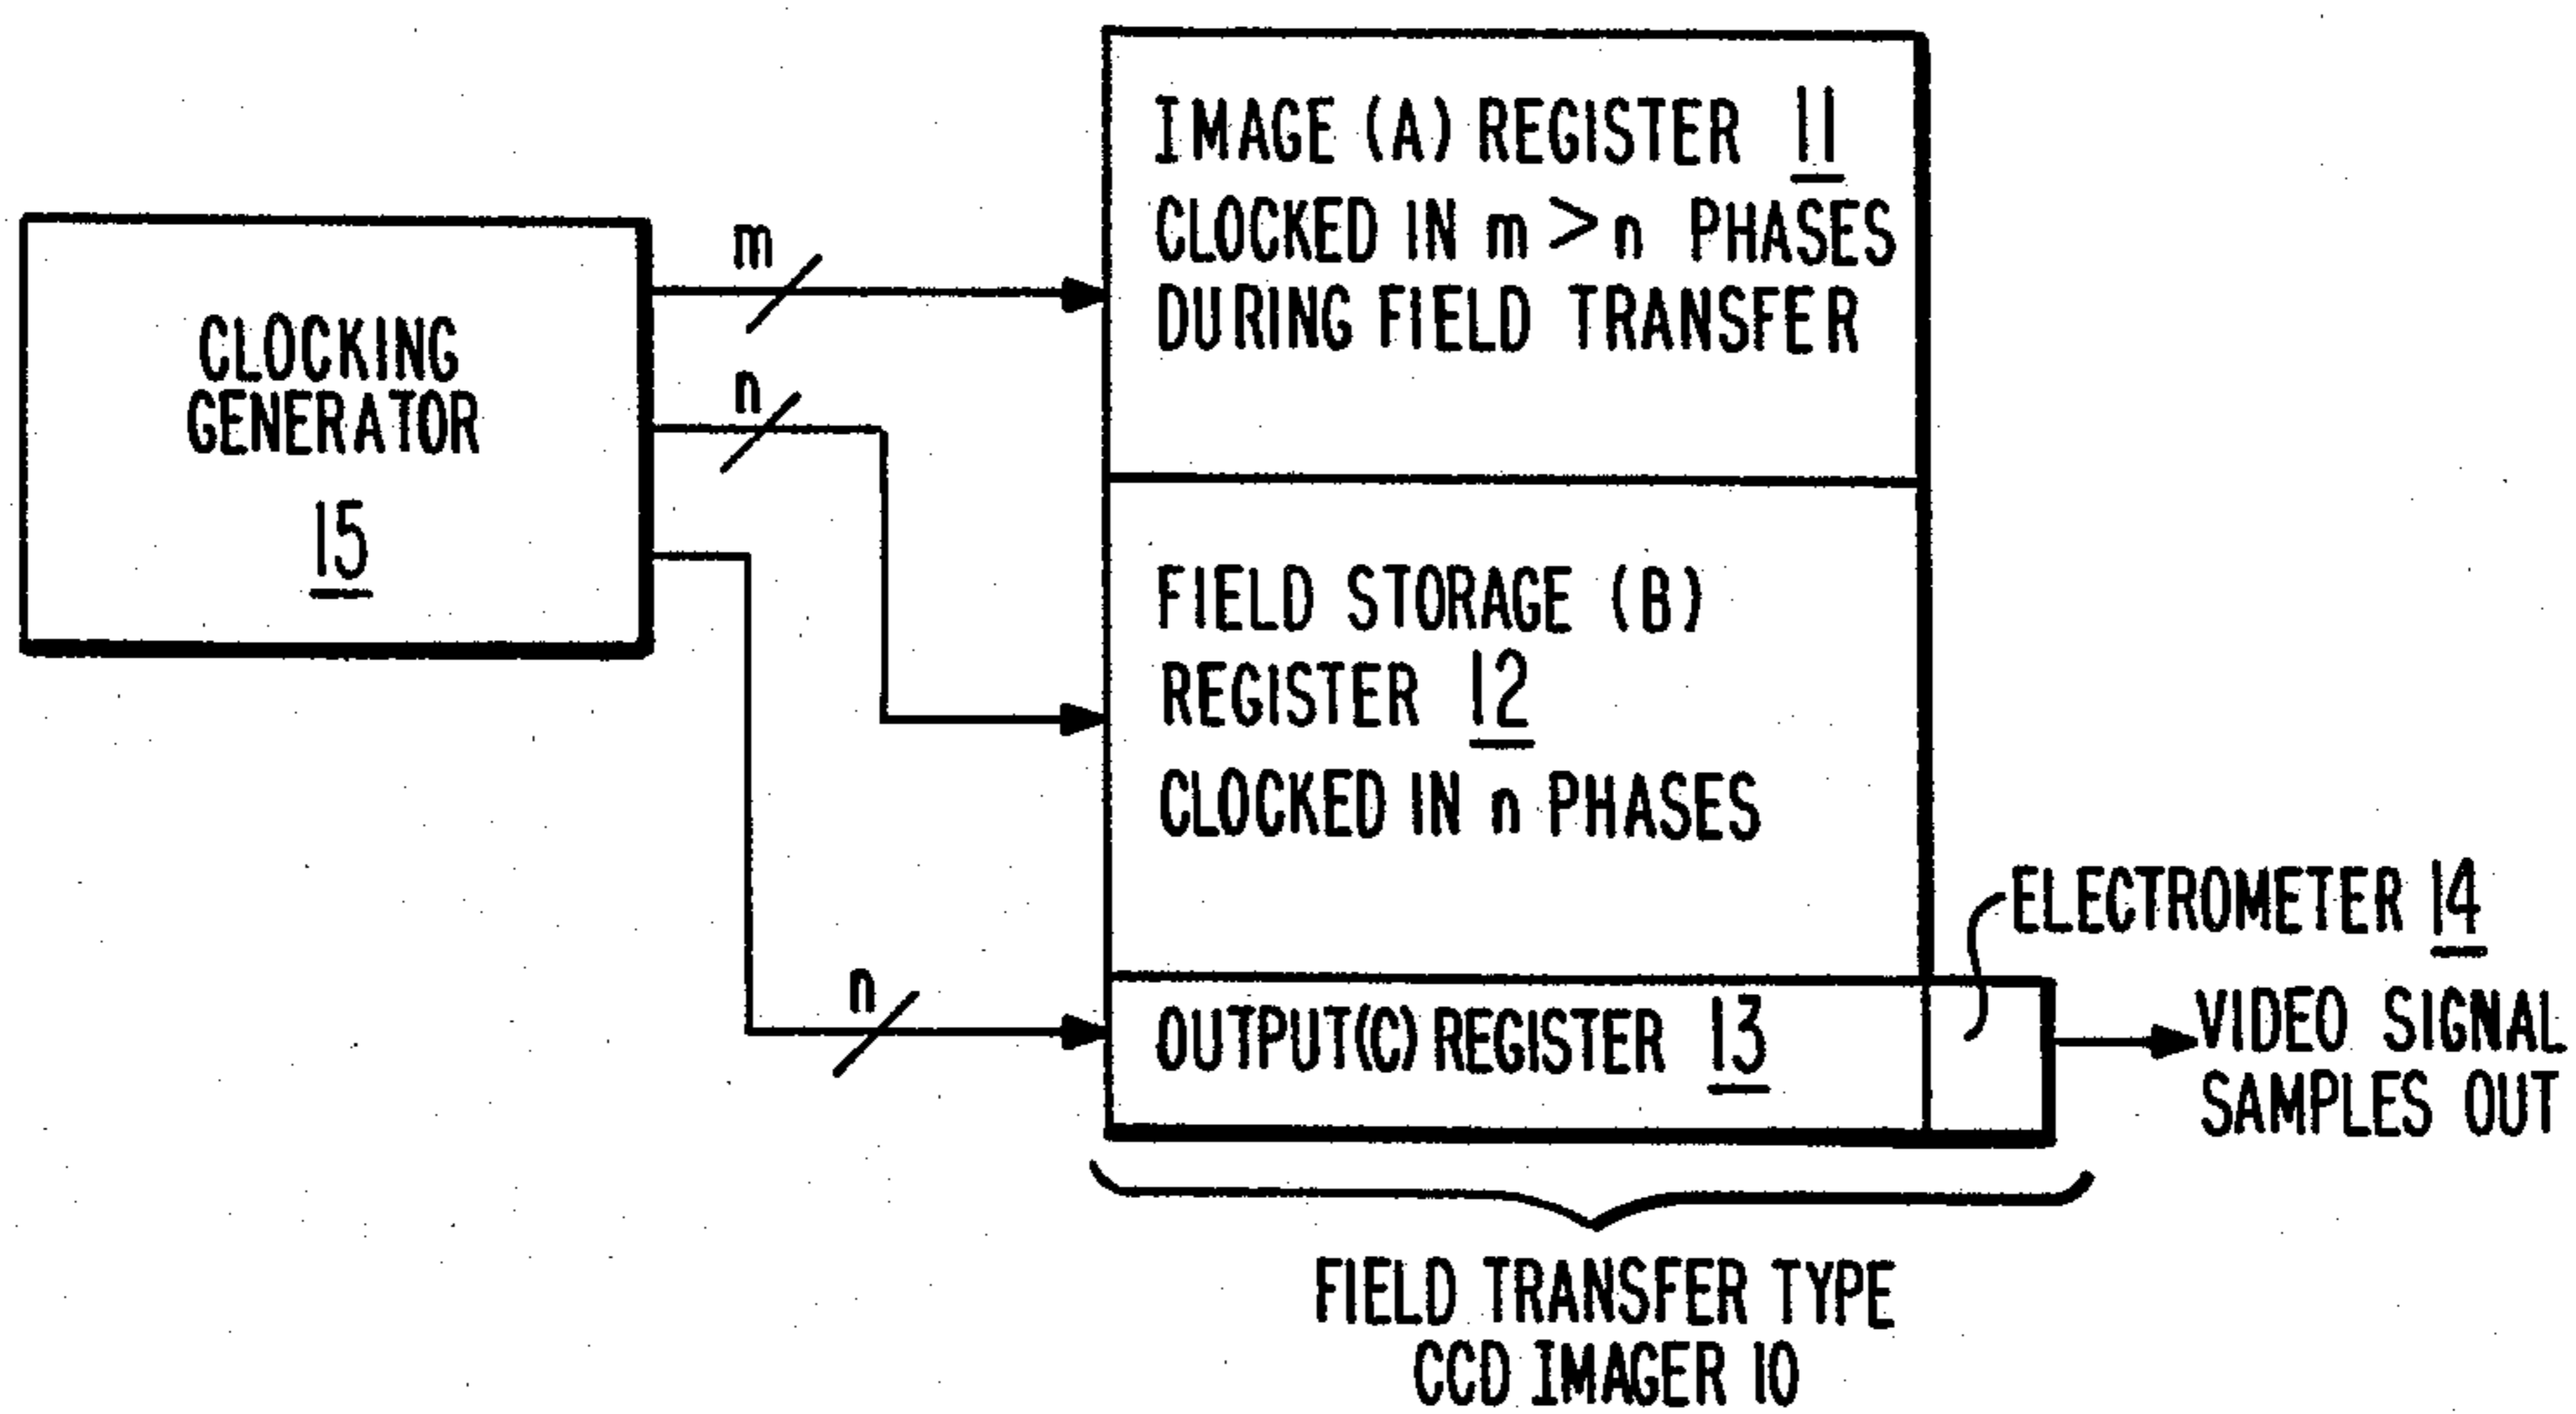 CLOCKING
GENERATOR
15
m
n
n
IMAGE (A) REGISTER 11
CLOCKED IN m > n PHASES
DURING FIELD TRANSFER
FIELD STORAGE (B)
REGISTER 12
CLOCKED IN n PHASES
OUTPUT(C) REGISTER 13
ELECTROMETER 14
VIDEO SIGNAL
SAMPLES OUT
FIELD TRANSFER TYPE
CCD IMAGER 10